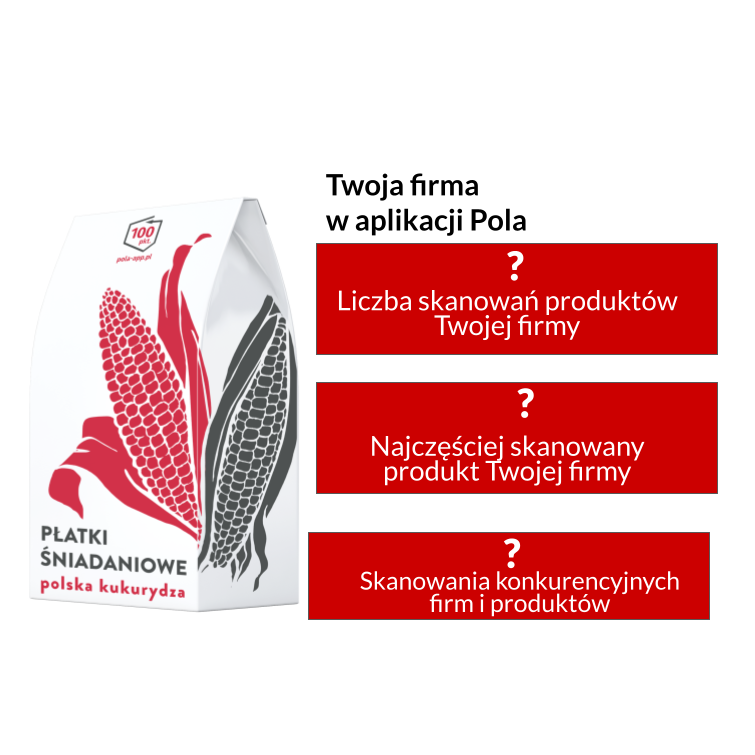 Twoja firma
w aplikacji Pola
?
Liczba skanowań produktów
Twojej firmy
?
Najczęściej skanowany
produkt Twojej firmy
?
Skanowania konkurencyjnych
firm i produktów
100
pkt.
pola-app.pl
PŁATKI
ŚNIADANIOWE
polska kukurydza